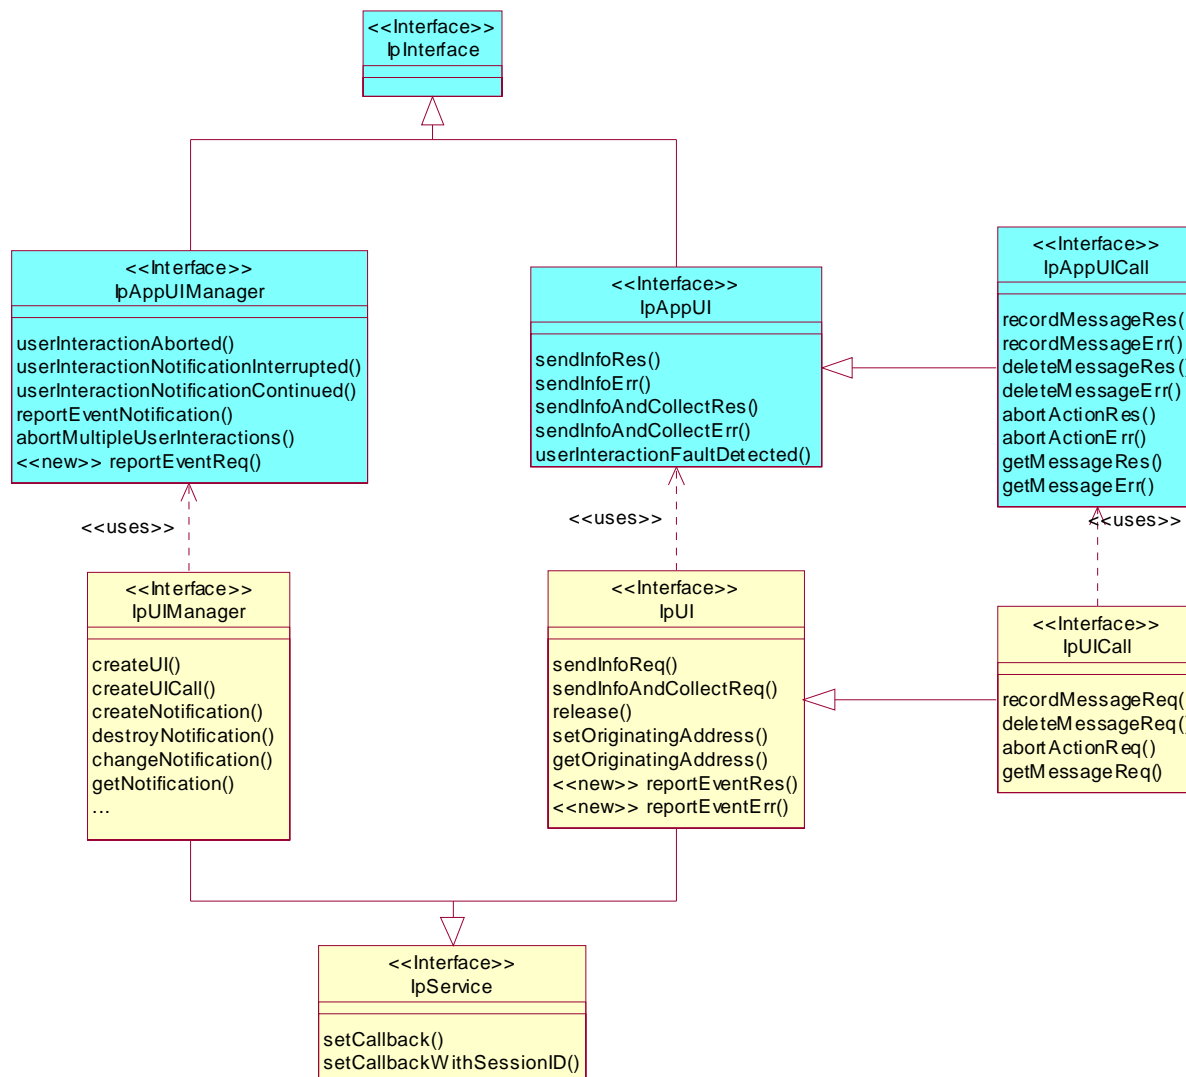 <<Interface>>
IpInterface
<<Interface>>
IpAppUIManager
userInteractionAborted()
userInteractionNotificationInterrupted()
userInteractionNotificationContinued()
reportEventNotification()
abortMultipleUserInteractions()
<<new>> reportEventReq()
<<Interface>>
IpAppUI
sendInfoRes()
sendInfoErr()
sendInfoAndCollectRes()
sendInfoAndCollectErr()
userInteractionFaultDetected()
<<Interface>>
IpAppUICall
recordMessageRes(
recordMessageErr()
deleteMessageRes()
deleteMessageErr()
abortActionRes()
abortActionErr()
getMessageRes()
getMessageErr()
<<uses>>
<<uses>>
<<uses>>
<<Interface>>
IpUIManager
createUI()
createUICall()
createNotification()
destroyNotification()
changeNotification()
getNotification()
...
<<Interface>>
IpUI
sendInfoReq()
sendInfoAndCollectReq()
release()
setOriginatingAddress()
getOriginatingAddress()
<<new>> reportEventRes()
<<new>> reportEventErr()
<<Interface>>
IpUICall
recordMessageReq(
deleteMessageReq()
abortActionReq()
getMessageReq()
<<Interface>>
IpService
setCallback()
setCallbackWithSessionID()